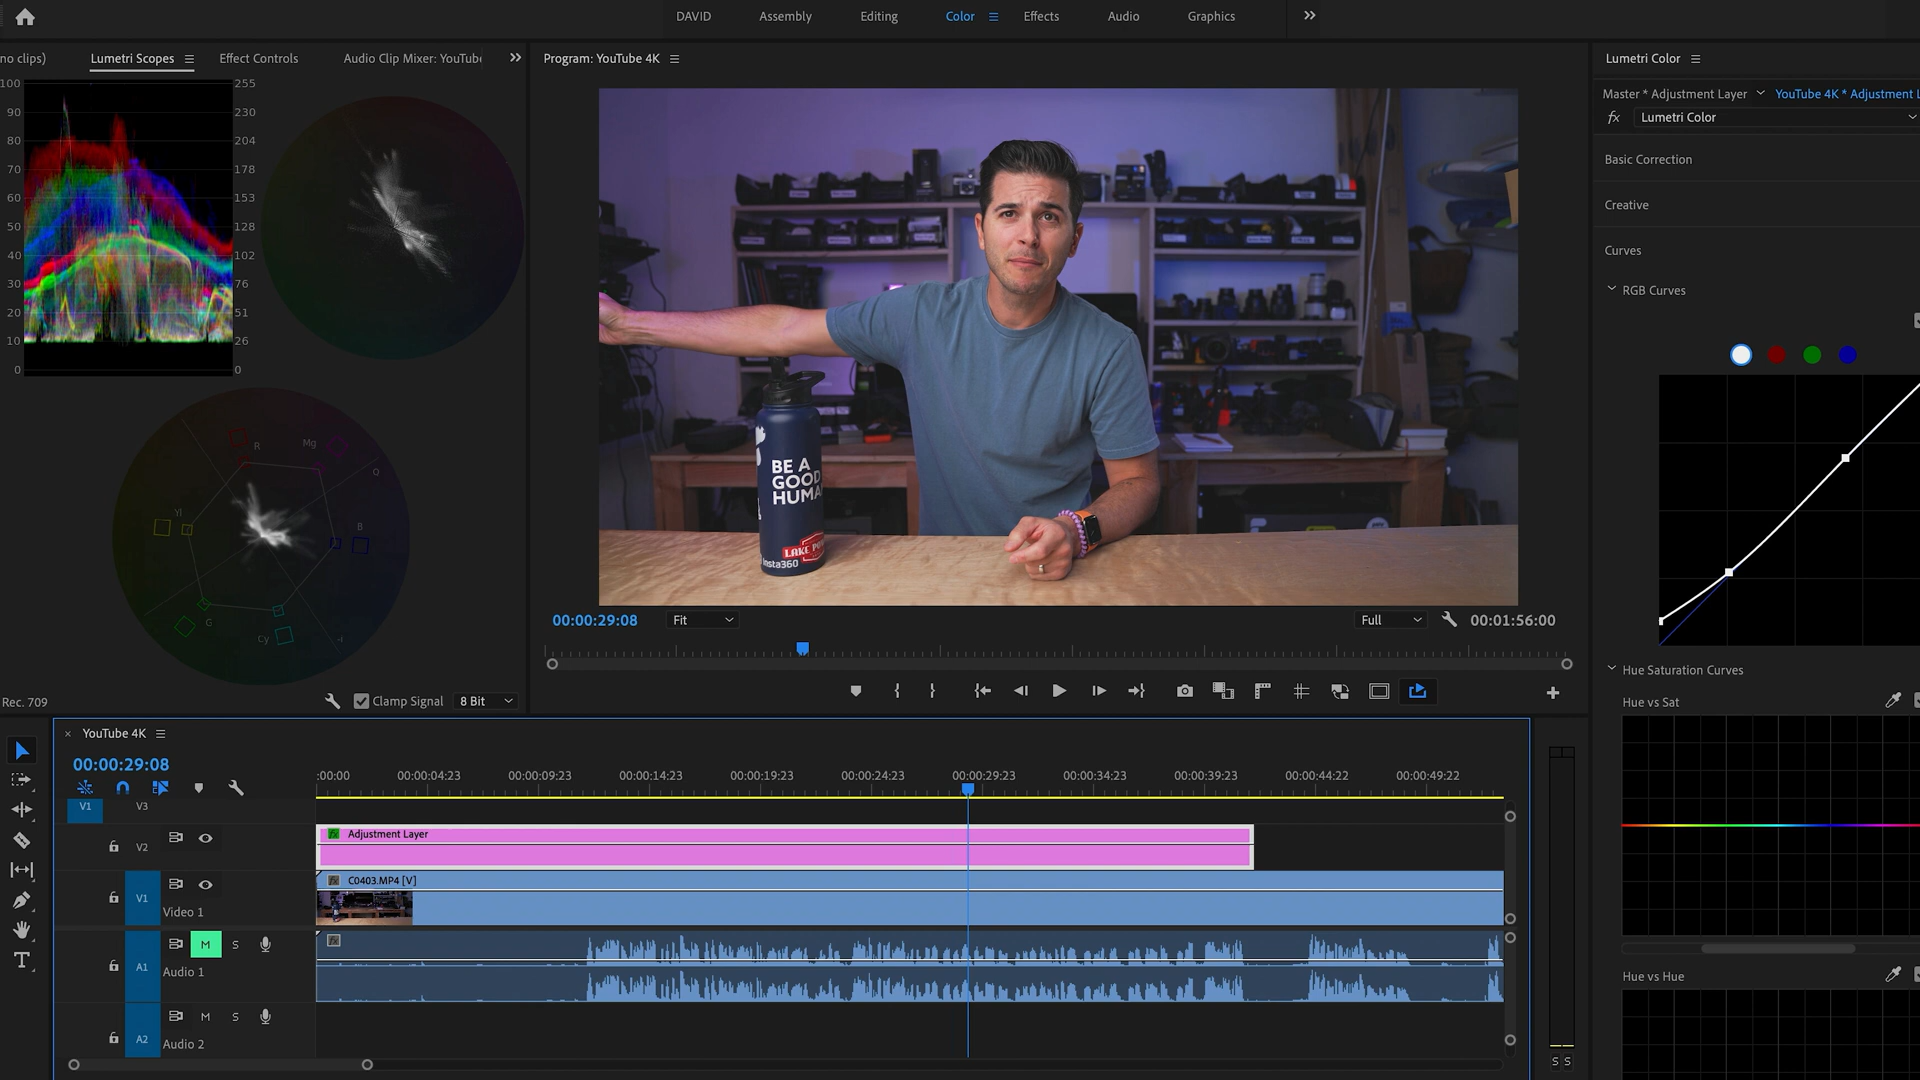 DAVID Assembly Editing Color Effects Audio Graphics
no clips) Lumetri Scopes Effect Controls Audio Clip Mixer: YouTube
100 90 80 70 60 50 40 30 20 10 0
255 230 204 178 153 128 102 76 51 26 0
R Mg B Cy G Yl
Q
-I
Rec. 709
Clamp Signal 8 Bit
Program: YouTube 4K
BE A
GOOD
HUMA
LAKE PO
Insta360
00:00:29:08 Fit Full 00:01:56:00
Lumetri Color
Master * Adjustment Layer YouTube 4K * Adjustment L
fx Lumetri Color
Basic Correction
Creative
Curves
RGB Curves
Hue Saturation Curves
Hue vs Sat
Hue vs Hue
× YouTube 4K
00:00:29:08
:00:00 00:00:04:23 00:00:09:23 00:00:14:23 00:00:19:23 00:00:24:23 00:00:29:23 00:00:34:23 00:00:39:23 00:00:44:22 00:00:49:22
V1 V3
V2 fx Adjustment Layer
V1 Video 1 fx C0403.MP4 [V]
A1 M S Audio 1 fx
A2 M S Audio 2
T
S S